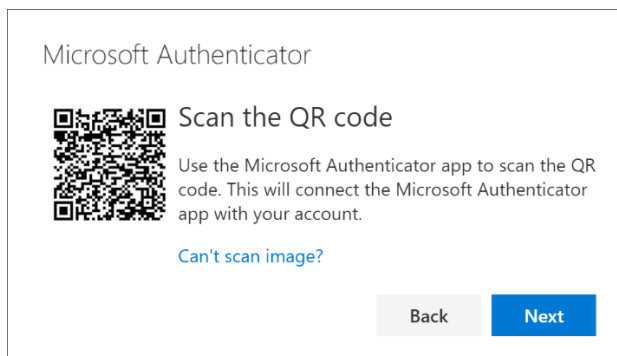 Microsoft Authenticator
Scan the QR code
Use the Microsoft Authenticator app to scan the QR
code. This will connect the Microsoft Authenticator
app with your account.
Can't scan image?
Back
Next